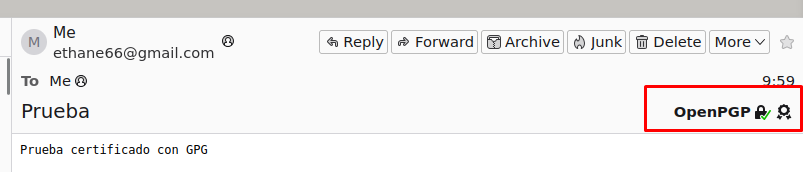 M Me
ethane66@gmail.com
Reply Forward Archive Junk Delete More
To Me 9:59
Prueba OpenPGP
Prueba certificado con GPG